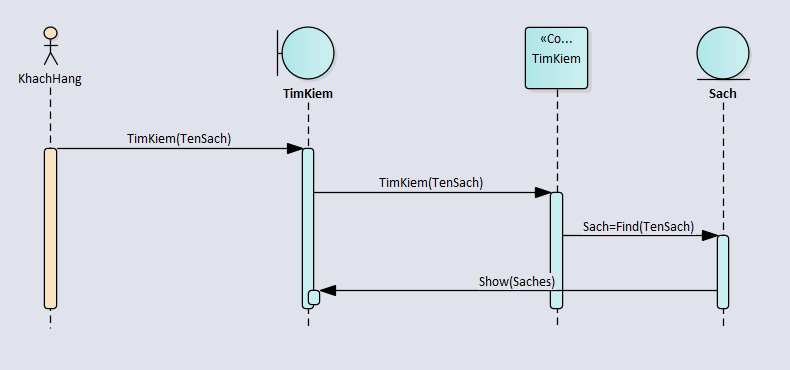 «Co...
TimKiem
KhachHang
TimKiem
Sach
TimKiem(TenSach)
TimKiem(TenSach)
Sach=Find(TenSach)
Show(Saches)